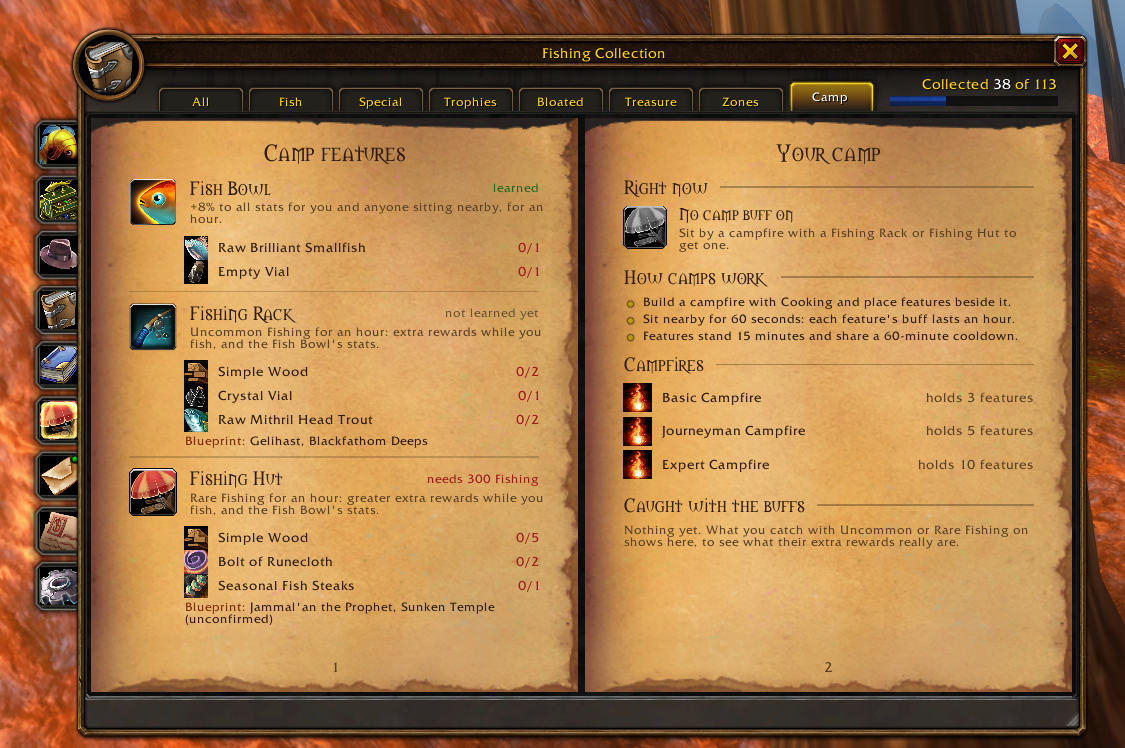 Fishing Collection
All
Fish
Special
Trophies
Bloated
Treasure
Zones
Camp
Collected 38 of 113
Camp features
Fish Bowl
learned
+8% to all stats for you and anyone sitting nearby, for an
hour.
Raw Brilliant Smallfish 0/1
Empty Vial 0/1
Fishing Rack
not learned yet
Uncommon Fishing for an hour: extra rewards while you
fish, and the Fish Bowl's stats.
Simple Wood 0/2
Crystal Vial 0/1
Raw Mithril Head Trout 0/2
Blueprint: Gelihast, Blackfathom Deeps
Fishing Hut
needs 300 Fishing
Rare Fishing for an hour: greater extra rewards while you
fish, and the Fish Bowl's stats.
Simple Wood 0/5
Bolt of Runecloth 0/2
Seasonal Fish Steaks 0/1
Blueprint: Jammal'an the Prophet, Sunken Temple
(unconfirmed)
1
Your camp
Right now
No camp buff on
Sit by a campfire with a Fishing Rack or Fishing Hut to
get one.
How camps work
Build a campfire with Cooking and place features beside it.
Sit nearby for 60 seconds: each feature's buff lasts an hour.
Features stand 15 minutes and share a 60-minute cooldown.
Campfires
Basic Campfire holds 3 features
Journeyman Campfire holds 5 features
Expert Campfire holds 10 features
Caught with the buffs
Nothing yet. What you catch with Uncommon or Rare Fishing on
shows here, to see what their extra rewards really are.
2